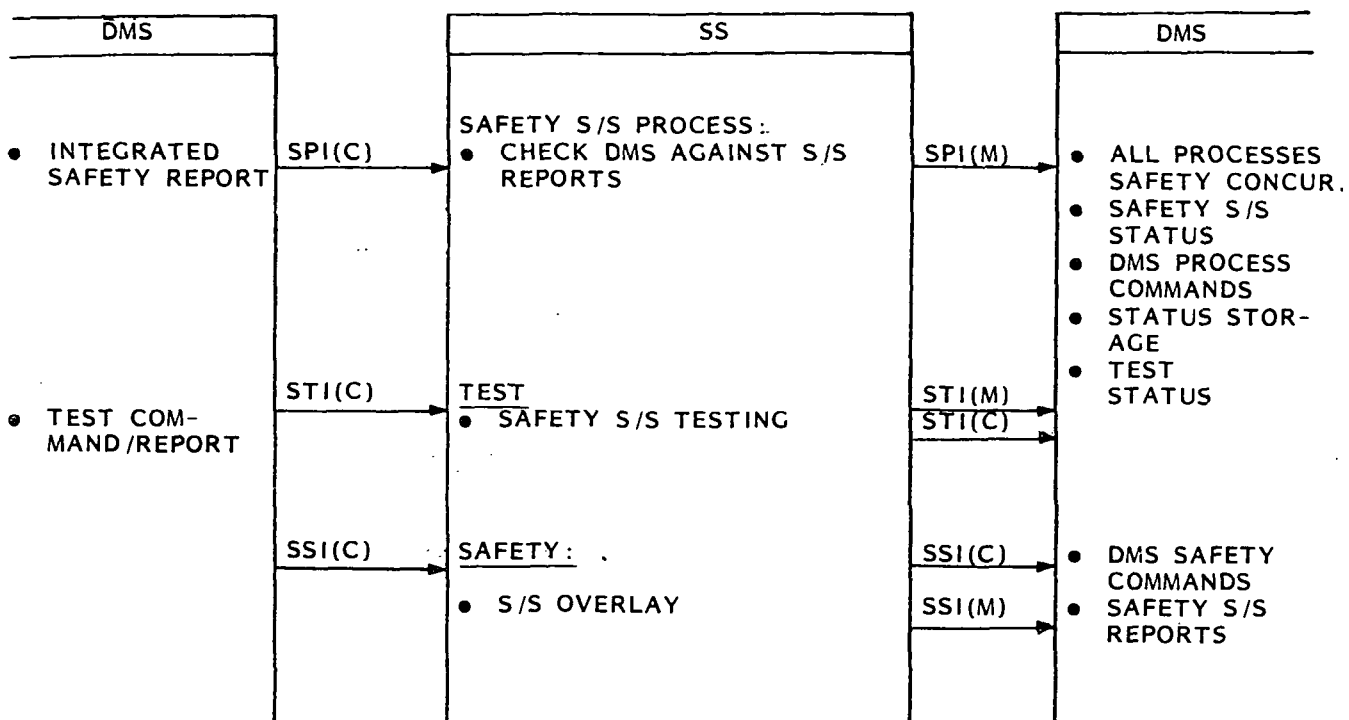 DMS
SS
DMS
• INTEGRATED
SAFETY REPORT
SPI(C)
SAFETY S/S PROCESS:
• CHECK DMS AGAINST S/S
REPORTS
SPI(M)
• ALL PROCESSES
SAFETY CONCUR.
• SAFETY S/S
STATUS
• DMS PROCESS
COMMANDS
• STATUS STOR-
AGE
• TEST
STATUS
• TEST COM-
MAND/REPORT
STI(C)
TEST
• SAFETY S/S TESTING
STI(M)
STI(C)
SSI(C)
SAFETY:
• S/S OVERLAY
SSI(C)
SSI(M)
• DMS SAFETY
COMMANDS
• SAFETY S/S
REPORTS